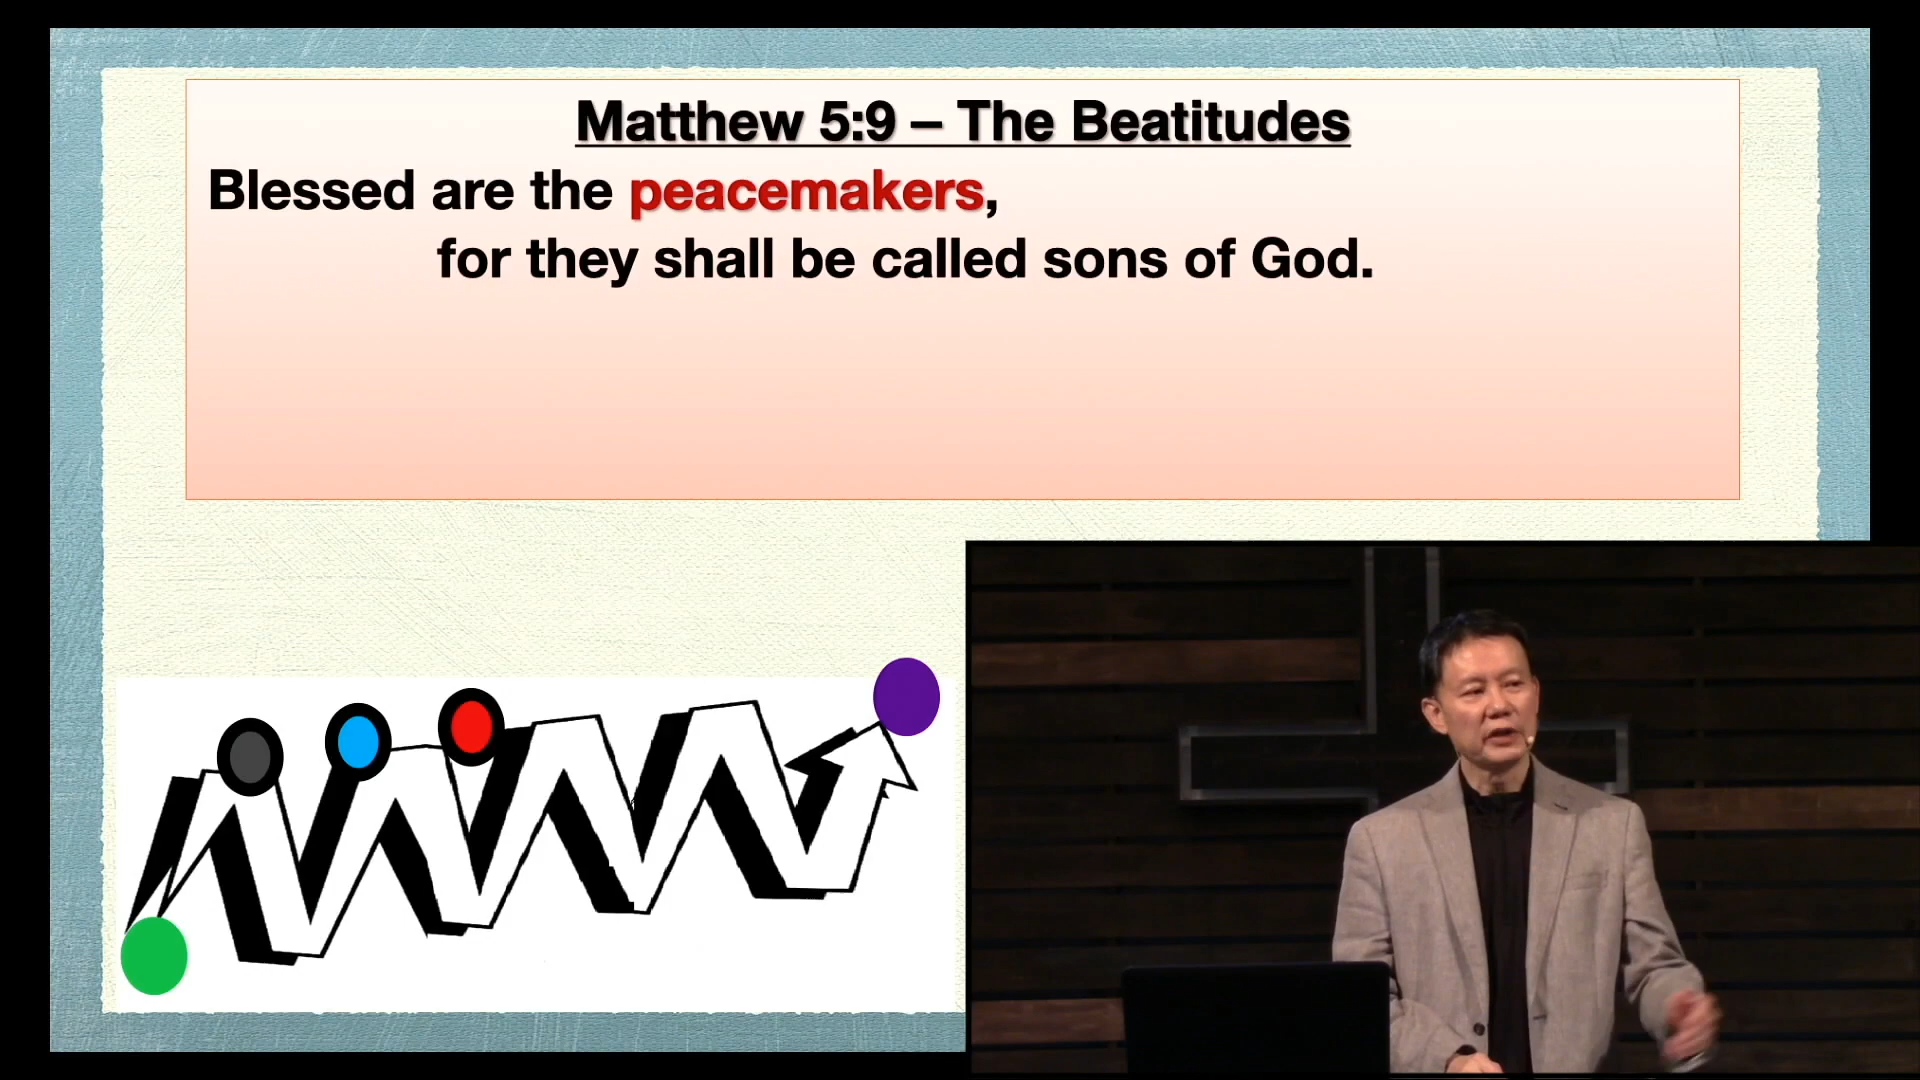 Matthew 5:9 – The Beatitudes
Blessed are the peacemakers,
for they shall be called sons of God.